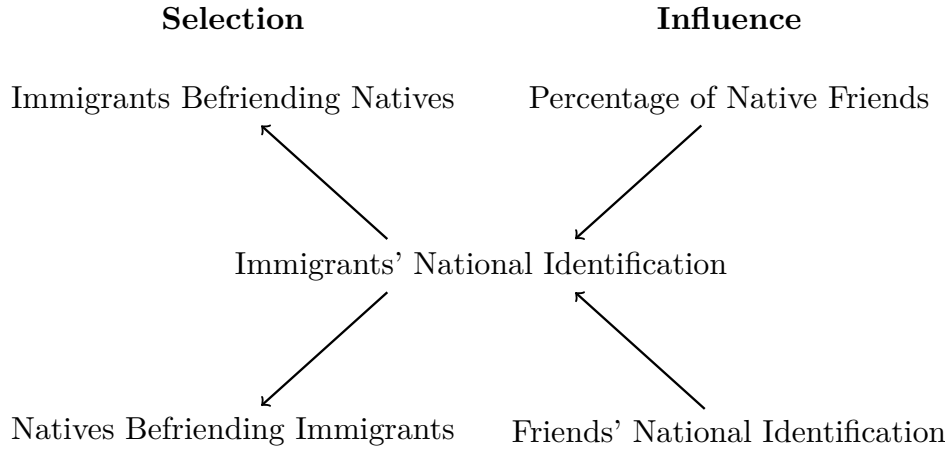 Selection
Influence
Immigrants Befriending Natives
Percentage of Native Friends
Immigrants' National Identification
Natives Befriending Immigrants
Friends' National Identification